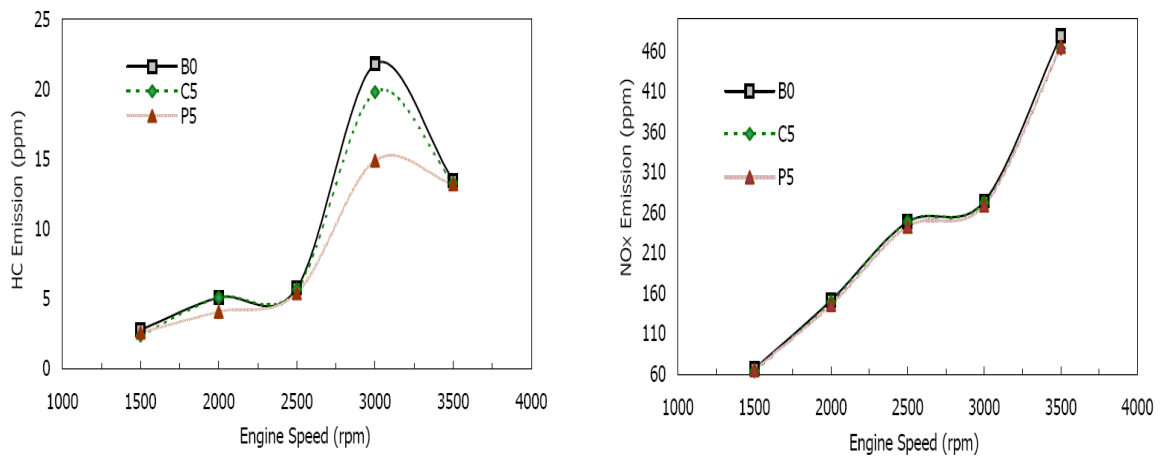 25
20
15
10
5
0
HC Emission (ppm)
B0
C5
P5
1000 1500 2000 2500 3000 3500 4000
Engine Speed (rpm)
460
410
360
310
260
210
160
110
60
NOx Emission (ppm)
B0
C5
P5
1000 1500 2000 2500 3000 3500 4000
Engine Speed (rpm)